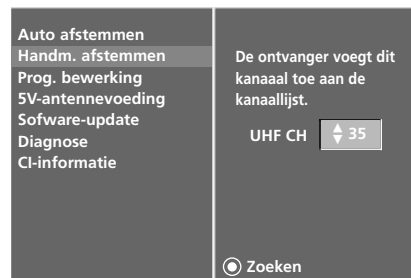 Auto afstemmen
Handm. afstemmen
Prog. bewerking
5V-antennevoeding
Sofware-update
Diagnose
CI-informatie
De ontvanger voegt dit
kanaaal toe aan de
kanaallijst.
UHF CH 35
Zoeken